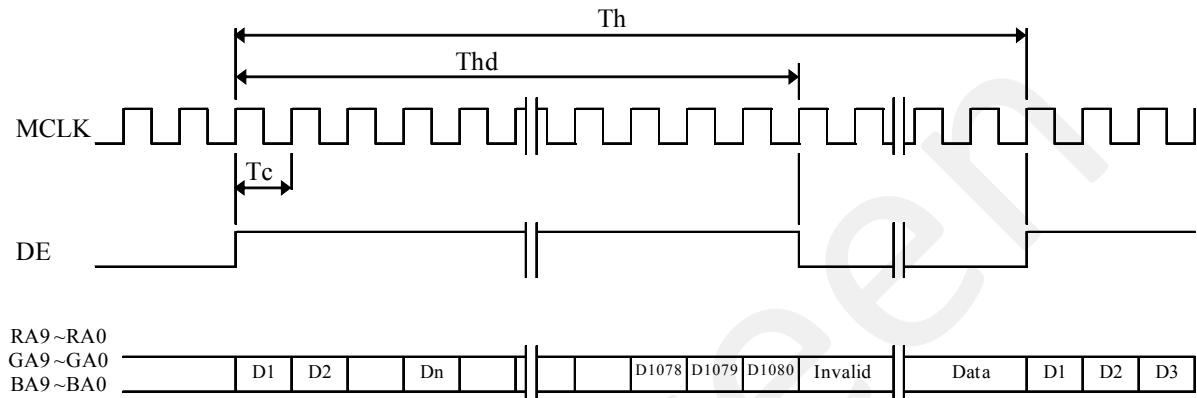 Th
Thd
MCLK
Tc
DE
RA9~RA0
GA9~GA0
BA9~BA0
D1 D2 Dn D1078 D1079 D1080 Invalid Data D1 D2 D3
een